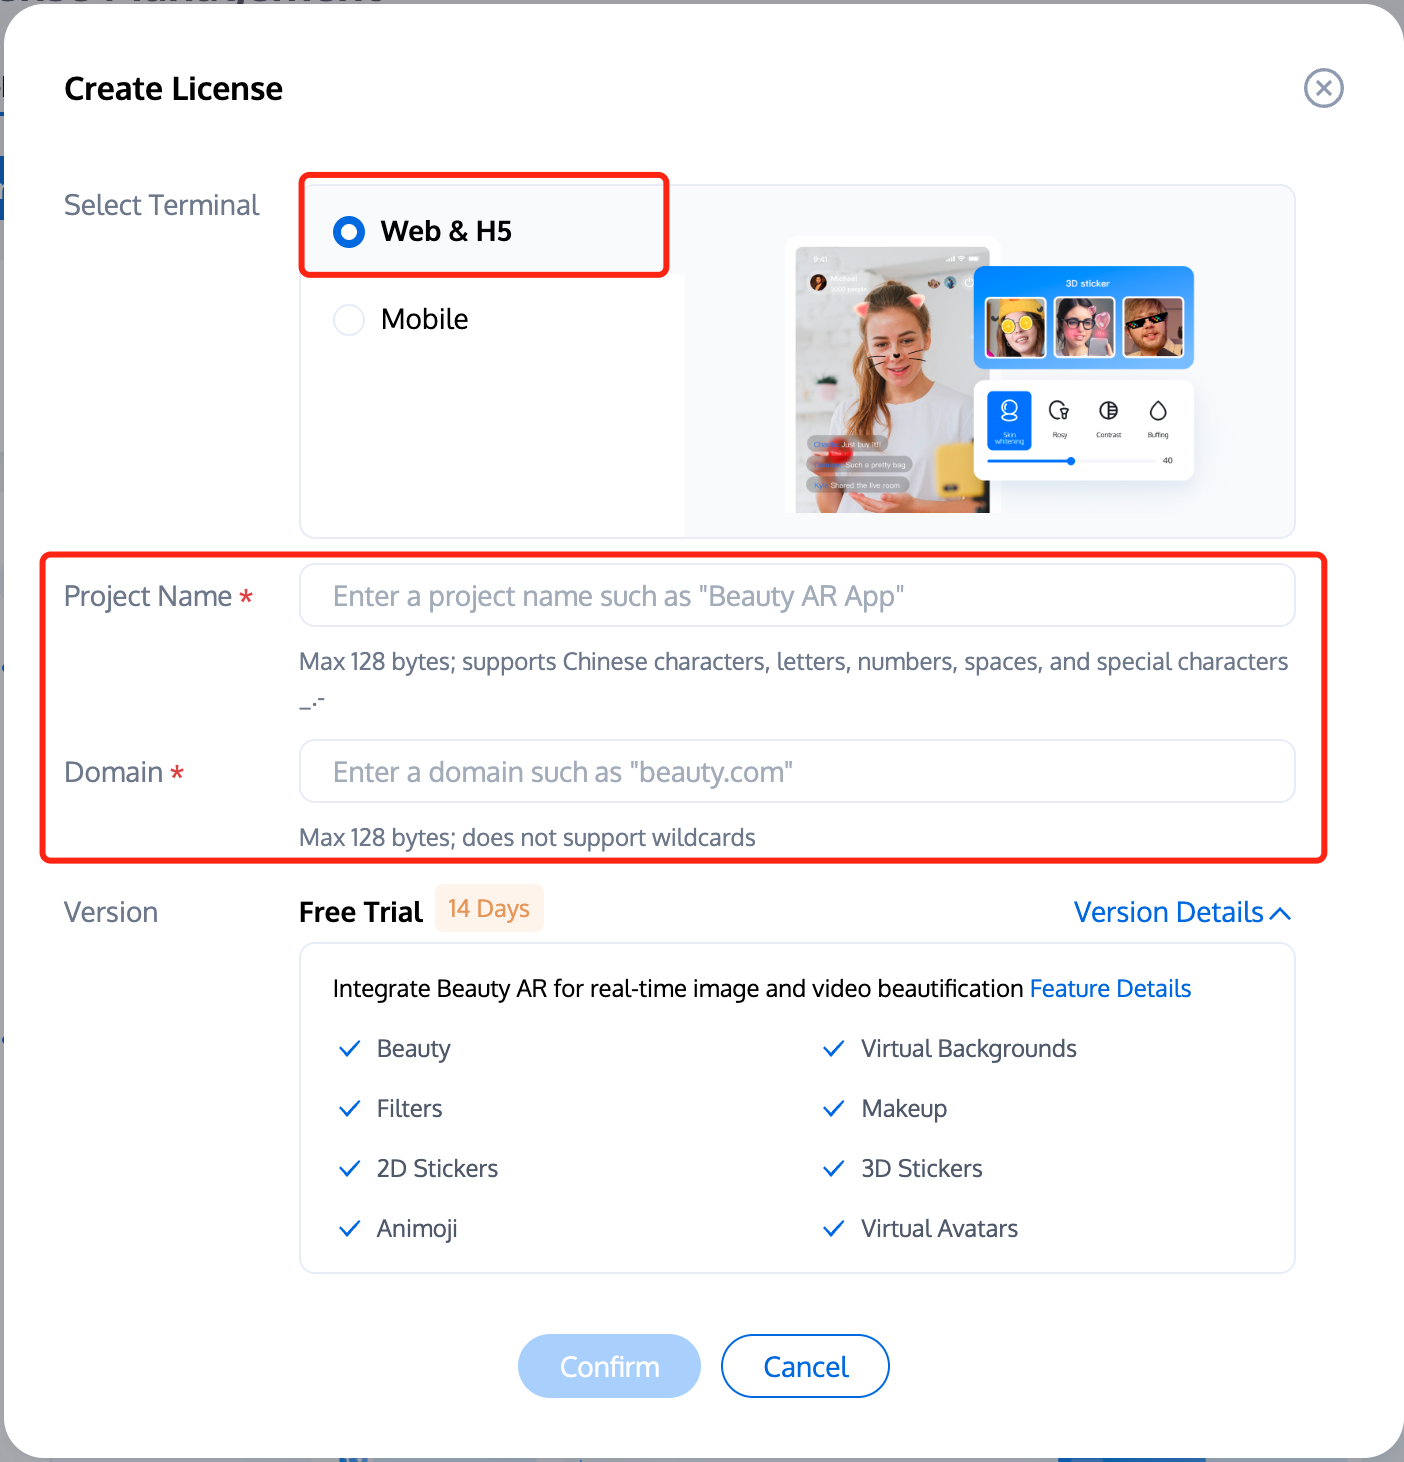 Create License
Select Terminal
Web & H5
Mobile
9:41
Michael
3D sticker
Skin whitening
Rosy
Contrast
Buffing
40
Just buy it!!
such a pretty bag
Shared the live room
Project Name *
Enter a project name such as "Beauty AR App"
Max 128 bytes; supports Chinese characters, letters, numbers, spaces, and special characters
_.-
Domain *
Enter a domain such as "beauty.com"
Max 128 bytes; does not support wildcards
Version
Free Trial 14 Days
Version Details
Integrate Beauty AR for real-time image and video beautification Feature Details
Beauty
Virtual Backgrounds
Filters
Makeup
2D Stickers
3D Stickers
Animoji
Virtual Avatars
Confirm
Cancel